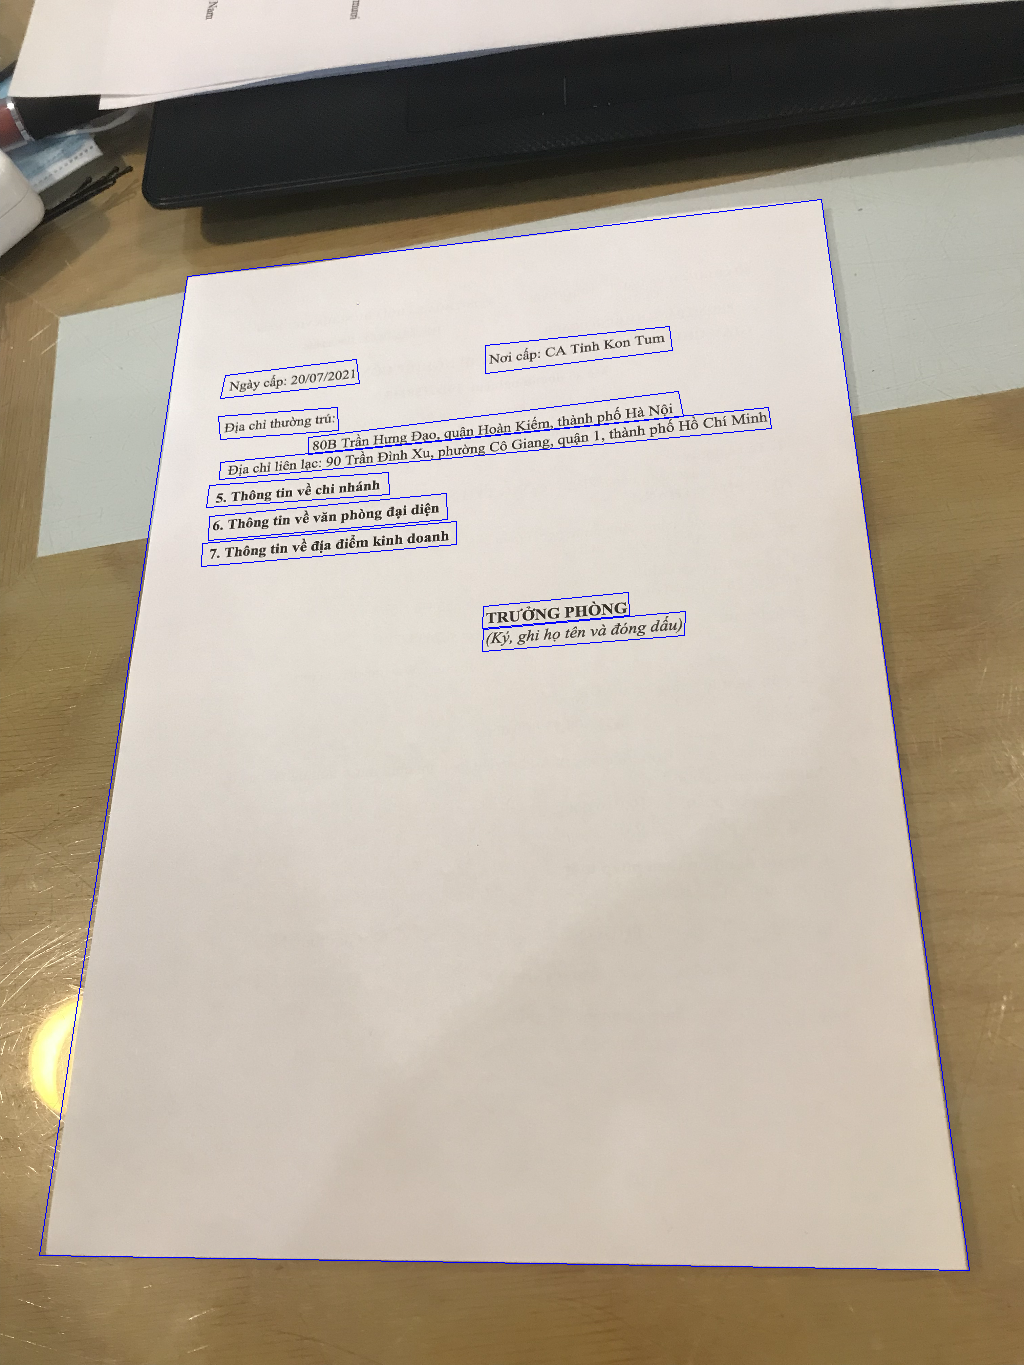 Nam
Ngày cấp: 20/07/2021 Nơi cấp: CA Tỉnh Kon Tum
Địa chỉ thường trú:
80B Trần Hưng Đạo, quận Hoàn Kiếm, thành phố Hà Nội
Địa chỉ liên lạc: 90 Trần Đình Xu, phường Cô Giang, quận 1, thành phố Hồ Chí Minh
5. Thông tin về chi nhánh
6. Thông tin về văn phòng đại diện
7. Thông tin về địa điểm kinh doanh
TRƯỞNG PHÒNG
(Ký, ghi họ tên và đóng dấu)